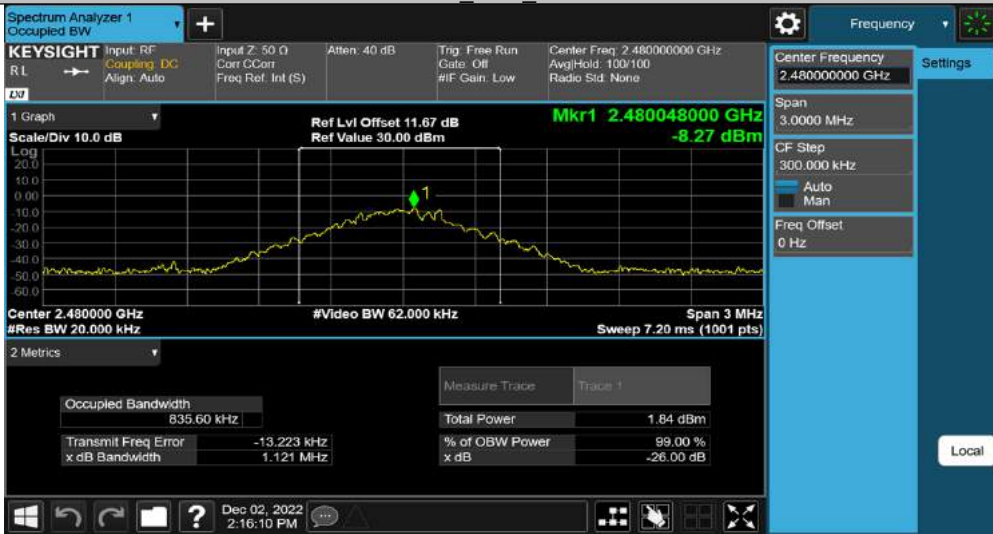 Spectrum Analyzer 1
Occupied BW
+
Frequency
KEYSIGHT
RL
LXI
Input: RF
Coupling: DC
Align: Auto
Input Z: 50 Ω
Corr CCorr
Freq Ref: Int (S)
Atten: 40 dB
Trig: Free Run
Gate: Off
#IF Gain: Low
Center Freq: 2.480000000 GHz
Avg|Hold: 100/100
Radio Std: None
Center Frequency
2.480000000 GHz
Settings
Span
3.0000 MHz
CF Step
300.000 kHz
Auto
Man
Freq Offset
0 Hz
Local
1 Graph
Scale/Div 10.0 dB
Ref Lvl Offset 11.67 dB
Ref Value 30.00 dBm
Mkr1 2.480048000 GHz
-8.27 dBm
Log
20.0
10.0
0.00
-10.0
-20.0
-30.0
-40.0
-50.0
-60.0
1
Center 2.480000 GHz
#Video BW 62.000 kHz
Span 3 MHz
#Res BW 20.000 kHz
Sweep 7.20 ms (1001 pts)
2 Metrics
Measure Trace
Trace 1
Occupied Bandwidth
835.60 kHz
Total Power
1.84 dBm
Transmit Freq Error
-13.223 kHz
% of OBW Power
99.00 %
x dB Bandwidth
1.121 MHz
x dB
-26.00 dB
?
Dec 02, 2022
2:16:10 PM